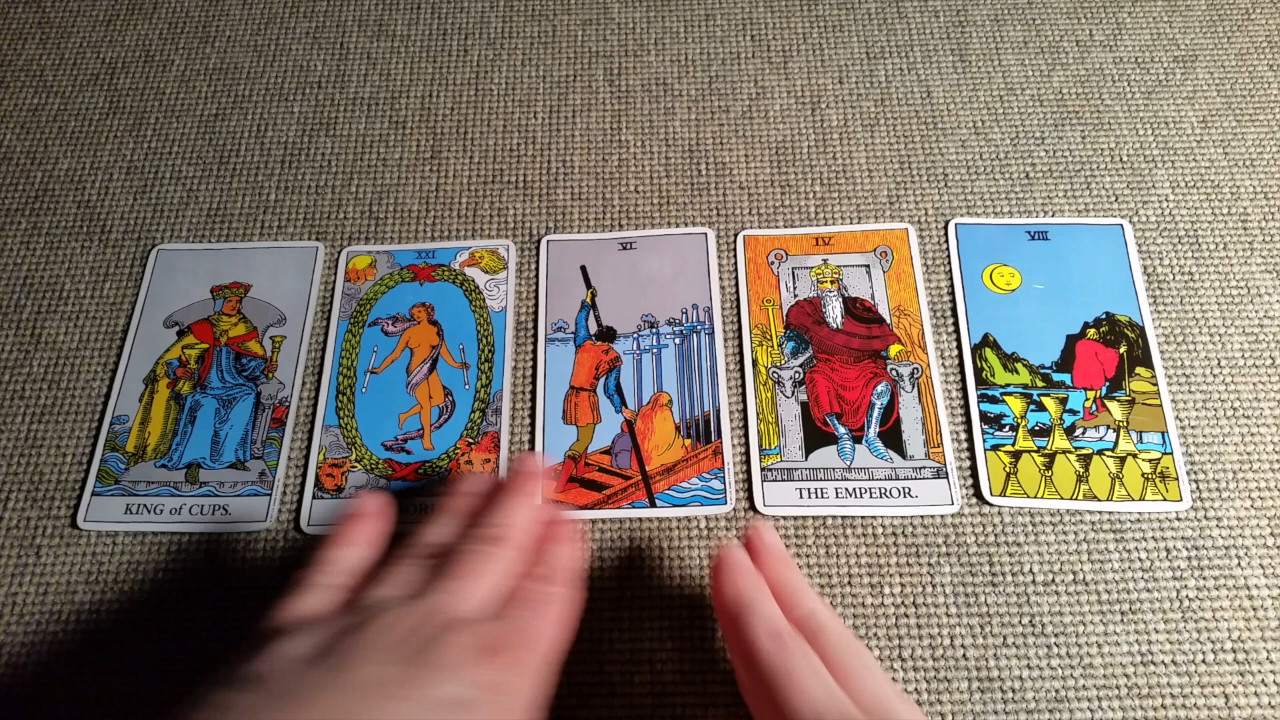 XXI
VI
IV
VIII
KING of CUPS.
THE EMPEROR.